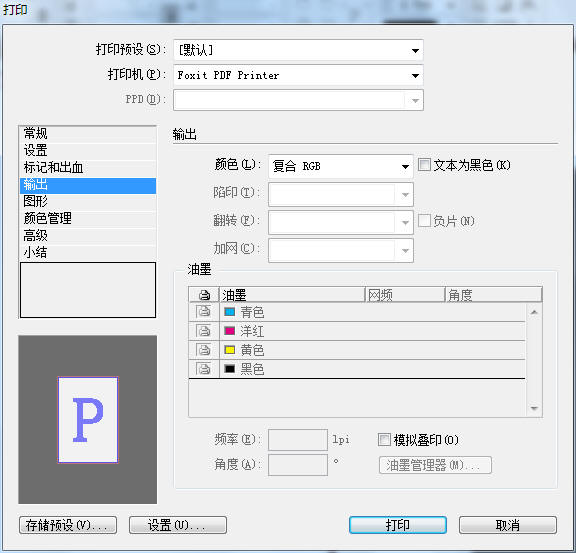 打印
打印预设(S): [默认]
打印机(P): Foxit PDF Printer
PPD(D):
常规
设置
标记和出血
输出
图形
颜色管理
高级
小结
输出
颜色(L): 复合 RGB 文本为黑色(K)
陷印(T):
翻转(F): 负片(N)
加网(C):
油墨
油墨 网频 角度
青色
洋红
黄色
黑色
频率(E): lpi 模拟叠印(O)
角度(A): ° 油墨管理器(M)...
P
存储预设(V)... 设置(U)... 打印 取消